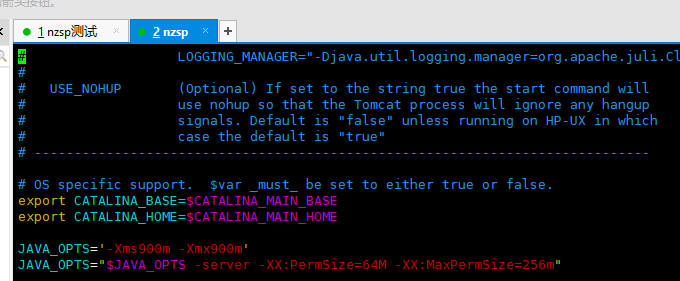 1 nzsp测试 × 2 nzsp × +
# LOGGING_MANAGER="-Djava.util.logging.manager=org.apache.juli.Cl
#
# USE_NOHUP (Optional) If set to the string true the start command will
# use nohup so that the Tomcat process will ignore any hangup
# signals. Default is "false" unless running on HP-UX in which
# case the default is "true"
# -----------------------------------------------------------------------------
# OS specific support. $var _must_ be set to either true or false.
export CATALINA_BASE=$CATALINA_MAIN_BASE
export CATALINA_HOME=$CATALINA_MAIN_HOME
JAVA_OPTS='-Xms900m -Xmx900m'
JAVA_OPTS="$JAVA_OPTS -server -XX:PermSize=64M -XX:MaxPermSize=256m"